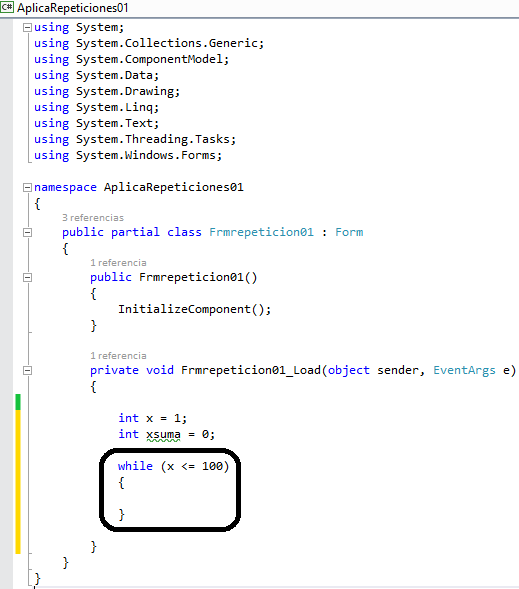 C# AplicaRepeticiones01
using System;
using System.Collections.Generic;
using System.ComponentModel;
using System.Data;
using System.Drawing;
using System.Linq;
using System.Text;
using System.Threading.Tasks;
using System.Windows.Forms;
namespace AplicaRepeticiones01
{
3 referencias
public partial class Frmrepeticion01 : Form
{
1 referencia
public Frmrepeticion01()
{
InitializeComponent();
}
1 referencia
private void Frmrepeticion01_Load(object sender, EventArgs e)
{
int x = 1;
int xsuma = 0;
while (x <= 100)
{
}
}
}
}